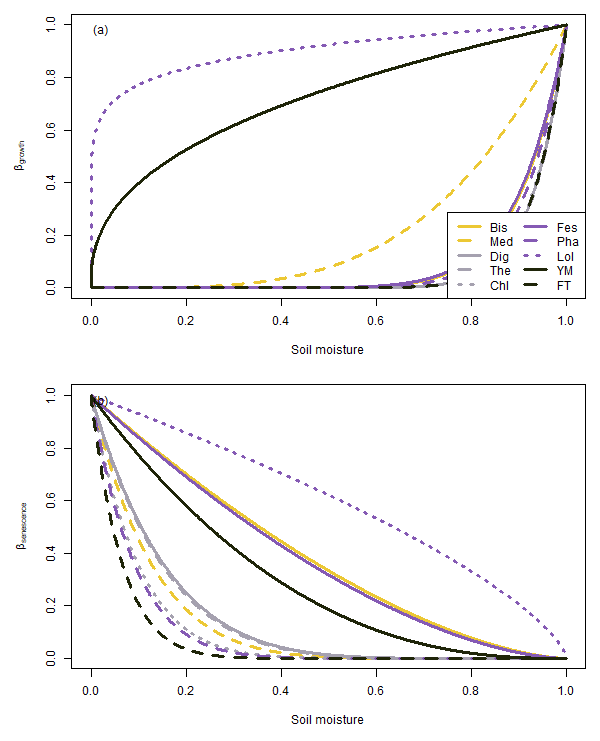 (a)
1.0
0.8
0.6
0.4
0.2
0.0
βgrowth
Bis Fes
Med Pha
Dig Lol
The YM
Chl FT
0.0 0.2 0.4 0.6 0.8 1.0
Soil moisture
(b)
1.0
0.8
0.6
0.4
0.2
0.0
βsenescence
0.0 0.2 0.4 0.6 0.8 1.0
Soil moisture